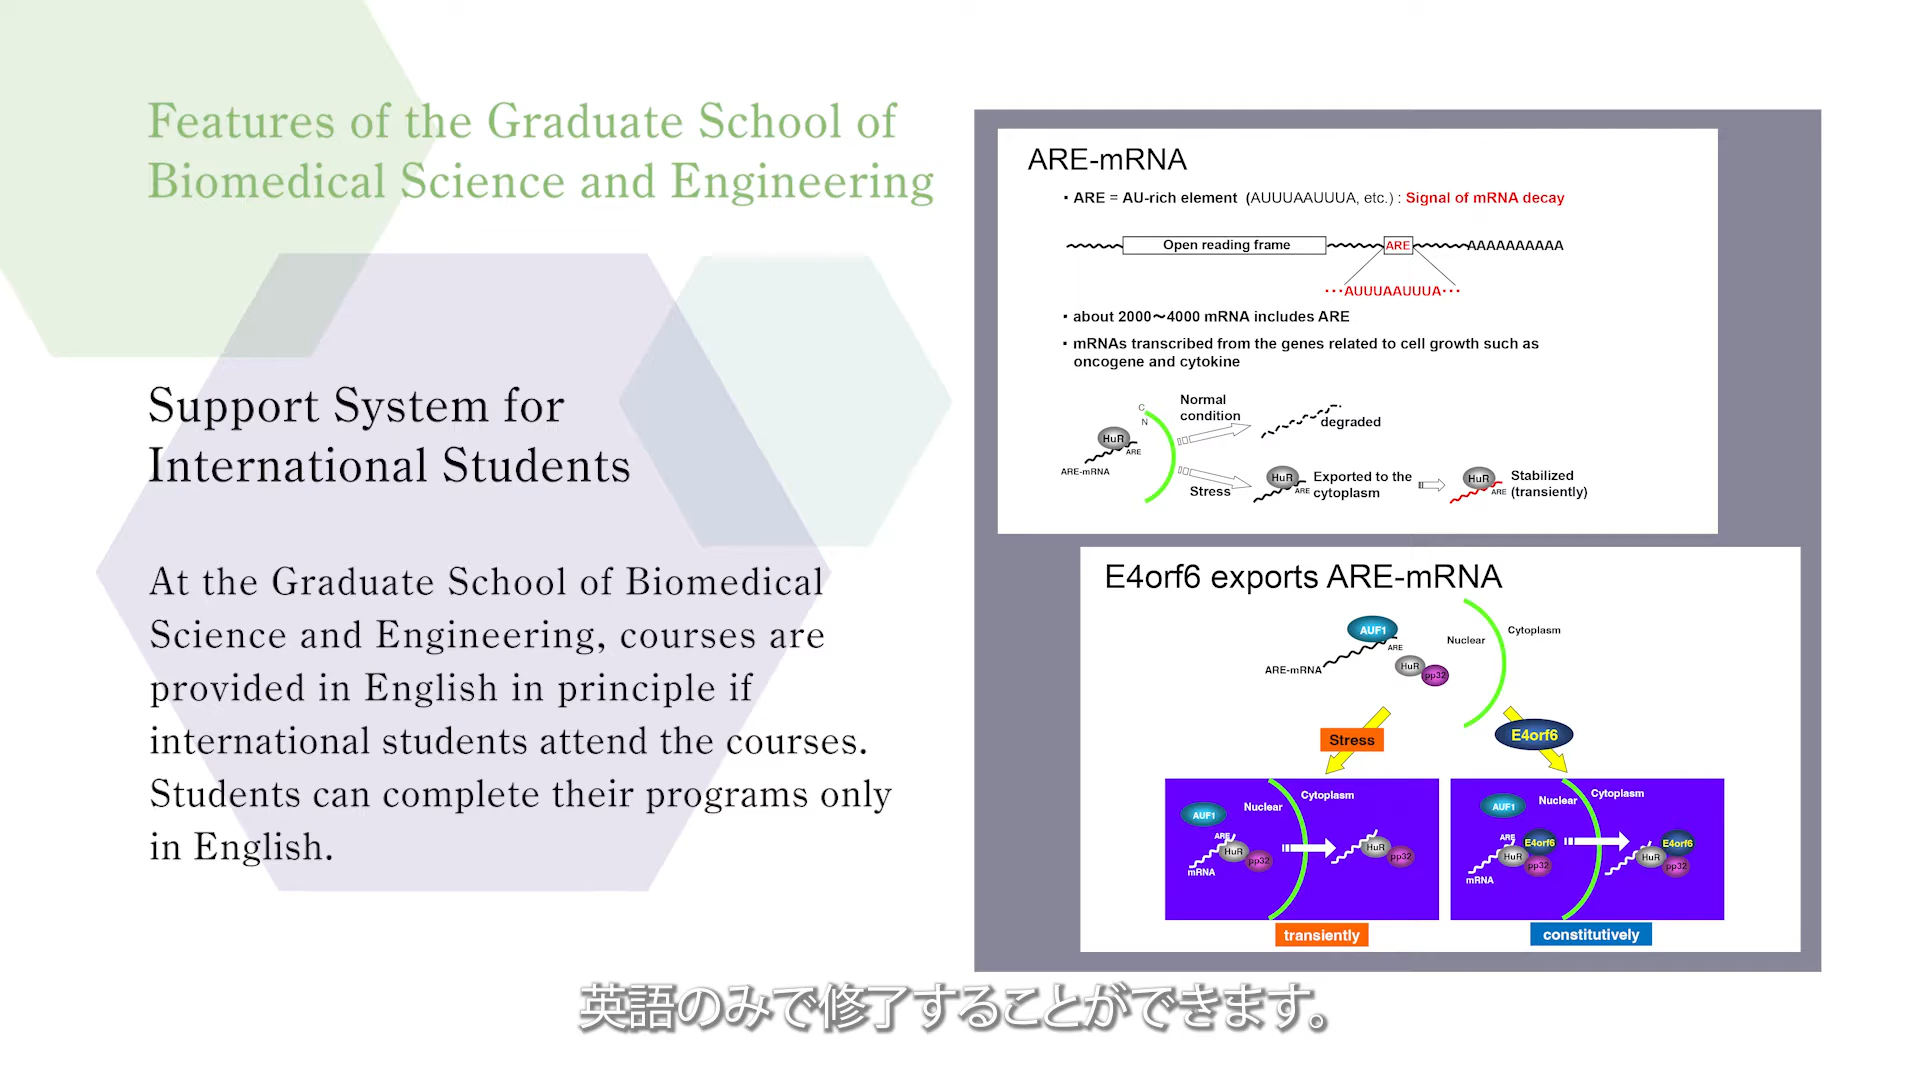 Features of the Graduate School of
Biomedical Science and Engineering
Support System for
International Students
At the Graduate School of Biomedical
Science and Engineering, courses are
provided in English in principle if
international students attend the courses.
Students can complete their programs only
in English.
ARE-mRNA
・ARE = AU-rich element (AUUUAAUUUA, etc.) : Signal of mRNA decay
Open reading frame
ARE
AAAAAAAAAA
・・・AUUUAAUUUA・・・
・about 2000～4000 mRNA includes ARE
・mRNAs transcribed from the genes related to cell growth such as
oncogene and cytokine
C
N
HuR
ARE
ARE-mRNA
Normal
condition
degraded
Stress
HuR
ARE
Exported to the
cytoplasm
HuR
ARE
Stabilized
(transiently)
E4orf6 exports ARE-mRNA
AUF1
ARE
ARE-mRNA
HuR
pp32
Nuclear
Cytoplasm
Stress
E4orf6
AUF1
Nuclear
Cytoplasm
ARE
HuR
pp32
mRNA
HuR
pp32
transiently
AUF1
Nuclear
Cytoplasm
ARE
E4orf6
HuR
pp32
mRNA
E4orf6
HuR
pp32
constitutively
英語のみで修了することができます。